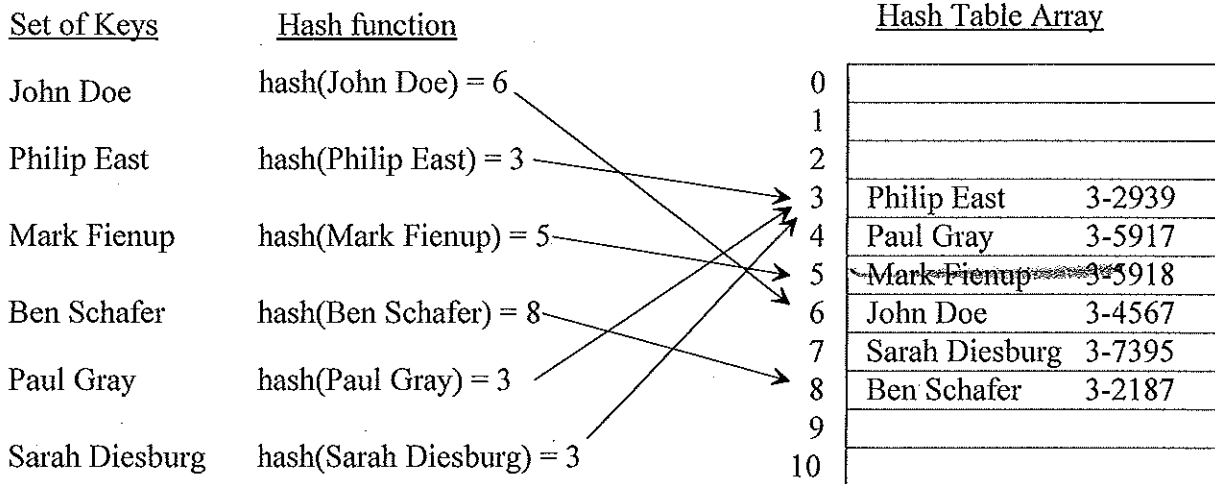 Set of Keys Hash function Hash Table Array
John Doe hash(John Doe) = 6 0
1
Philip East hash(Philip East) = 3 2
3 Philip East 3-2939
Mark Fienup hash(Mark Fienup) = 5 4 Paul Gray 3-5917
5 Mark Fienup 3-5918
Ben Schafer hash(Ben Schafer) = 8 6 John Doe 3-4567
7 Sarah Diesburg 3-7395
Paul Gray hash(Paul Gray) = 3 8 Ben Schafer 3-2187
9
Sarah Diesburg hash(Sarah Diesburg) = 3 10